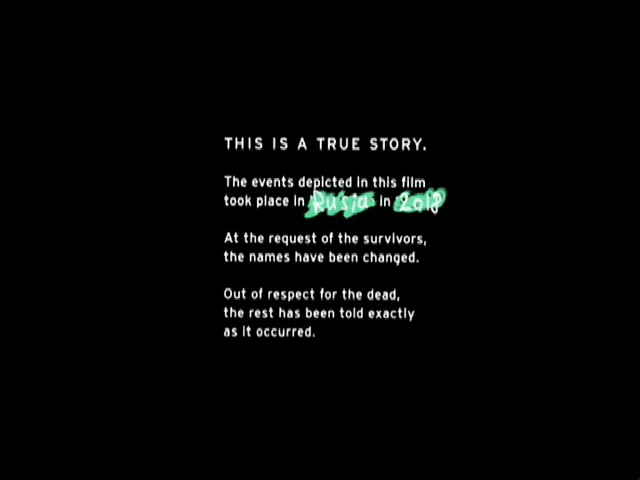 THIS IS A TRUE STORY.
The events depicted in this film
took place in Rusia in 2018
At the request of the survivors,
the names have been changed.
Out of respect for the dead,
the rest has been told exactly
as it occurred.